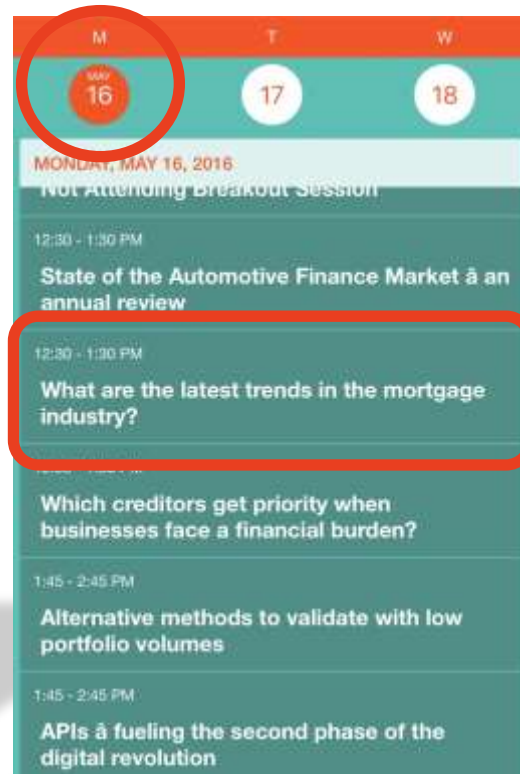 M T W
MAY
16 17 18
MONDAY, MAY 16, 2016
Not Attending Breakout Session
12:30 - 1:30 PM
State of the Automotive Finance Market â an
annual review
12:30 - 1:30 PM
What are the latest trends in the mortgage
industry?
Which creditors get priority when
businesses face a financial burden?
1:45 - 2:45 PM
Alternative methods to validate with low
portfolio volumes
1:45 - 2:45 PM
APIs â fueling the second phase of the
digital revolution